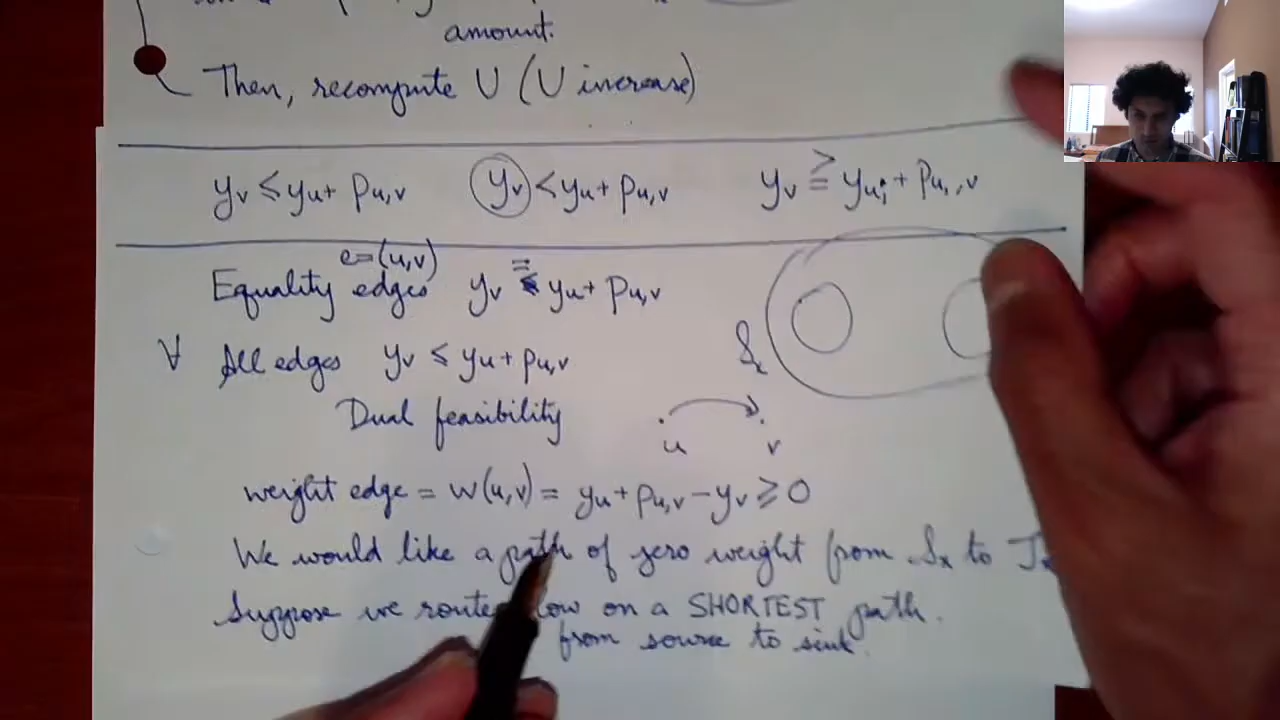 amount.
Then, recompute U (U increase)
yv ≤ yu + pu,v yv < yu + pu,v yv ≧ yu + pu,v
e=(u,v)
Equality edges yv = yu + pu,v
∀ All edges yv ≤ yu + pu,v
Dual feasibility
u v
weight edge = w(u,v) = yu + pu,v - yv ≥ 0
We would like a path of zero weight from Sx to
Suppose we route flow on a SHORTEST path.
from source to sink.